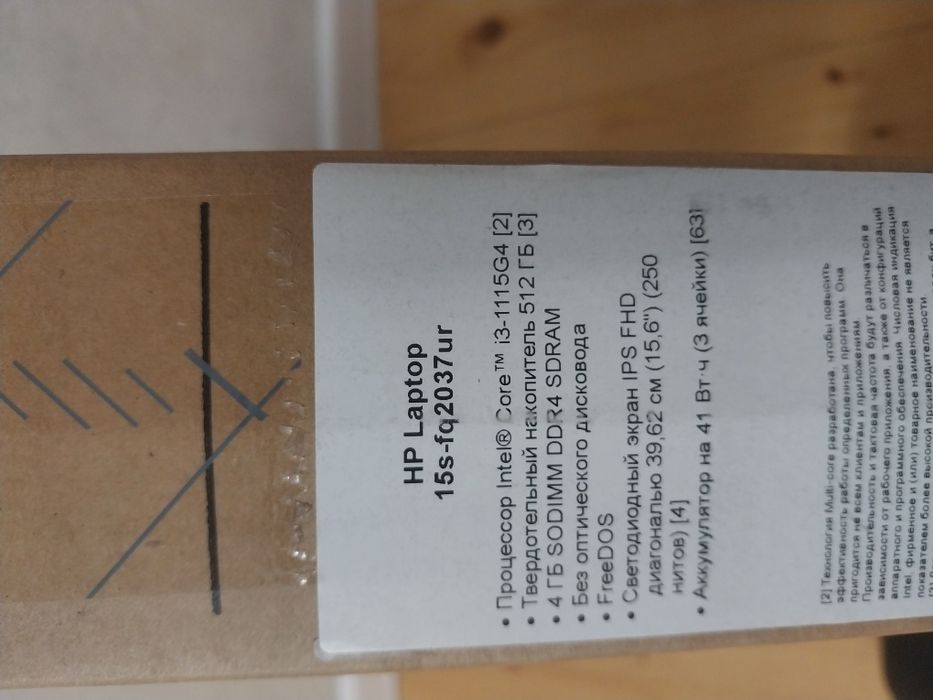 HP Laptop
15s-fq2037ur
• Процессор Intel® Core™ i3-1115G4 [2]
• Твердотельный накопитель 512 ГБ [3]
• 4 ГБ SODIMM DDR4 SDRAM
• Без оптического дисковода
• FreeDOS
• Светодиодный экран IPS FHD
диагональю 39,62 см (15,6") (250
нитов) [4]
• Аккумулятор на 41 Вт·ч (3 ячейки) [63]
[2] Технология Multi-core разработана, чтобы повысить
эффективность работы определенных программ. Она
пригодится не всем клиентам и приложениям.
Производительность и тактовая частота будут различаться в
зависимости от рабочего приложения, а также от конфигурации
аппаратного и программного обеспечения. Числовая индикация
Intel, фирменное и (или) товарное наименование не является
показателем более высокой производительности